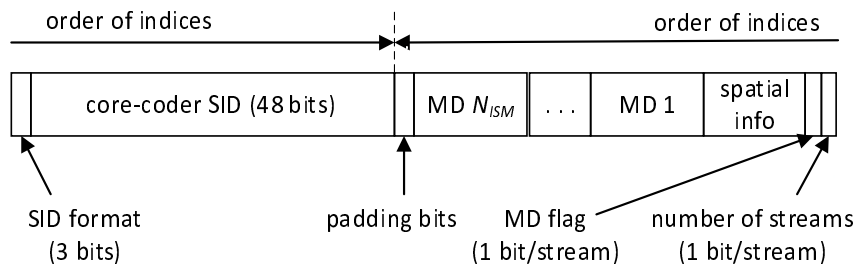 order of indices
order of indices
core-coder SID (48 bits)
MD N_ISM
. . .
MD 1
spatial
info
SID format
(3 bits)
padding bits
MD flag
(1 bit/stream)
number of streams
(1 bit/stream)